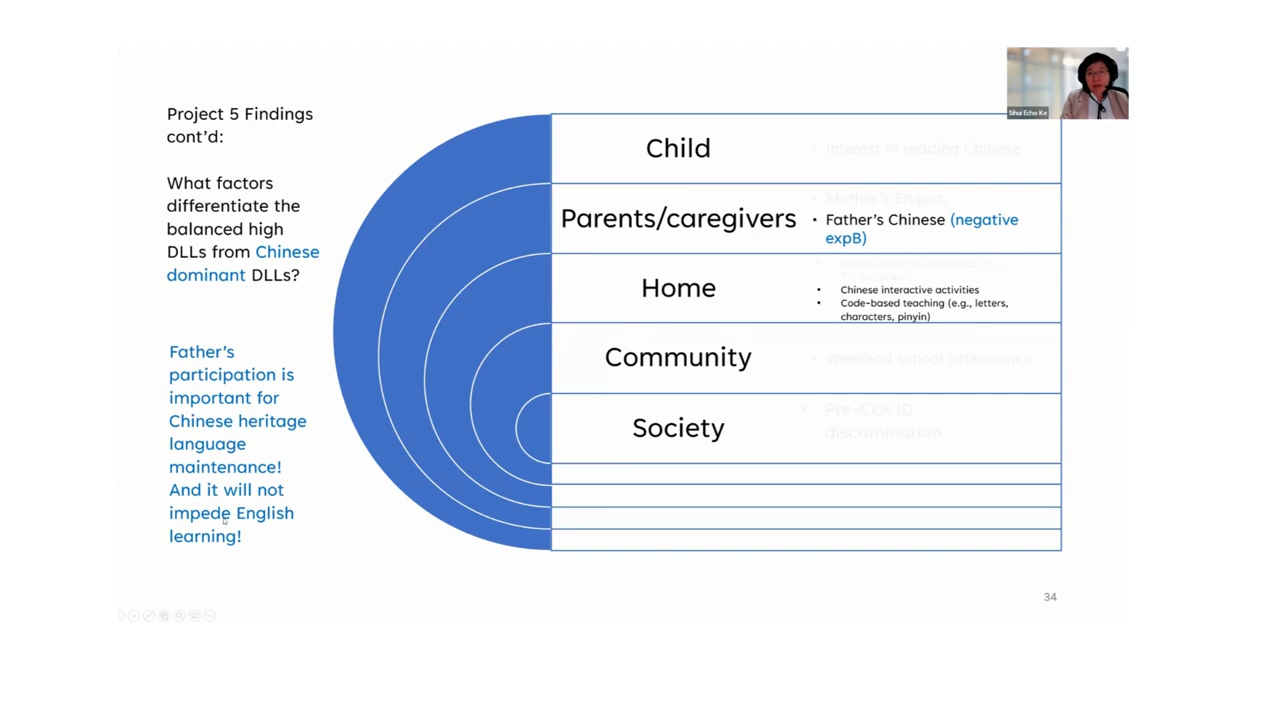 Sihui Echo Ke
Project 5 Findings
cont'd:
What factors
differentiate the
balanced high
DLLs from Chinese
dominant DLLs?
Father's
participation is
important for
Chinese heritage
language
maintenance!
And it will not
impede English
learning!
Child
• Interest in reading Chinese
Parents/caregivers
• Mother's English
• Father's Chinese (negative
expB)
Home
• Chinese interactive activities
• Code-based teaching (e.g., letters,
characters, pinyin)
Community
• Weekend school attendance
Society
• Pre-COVID
discrimination
34